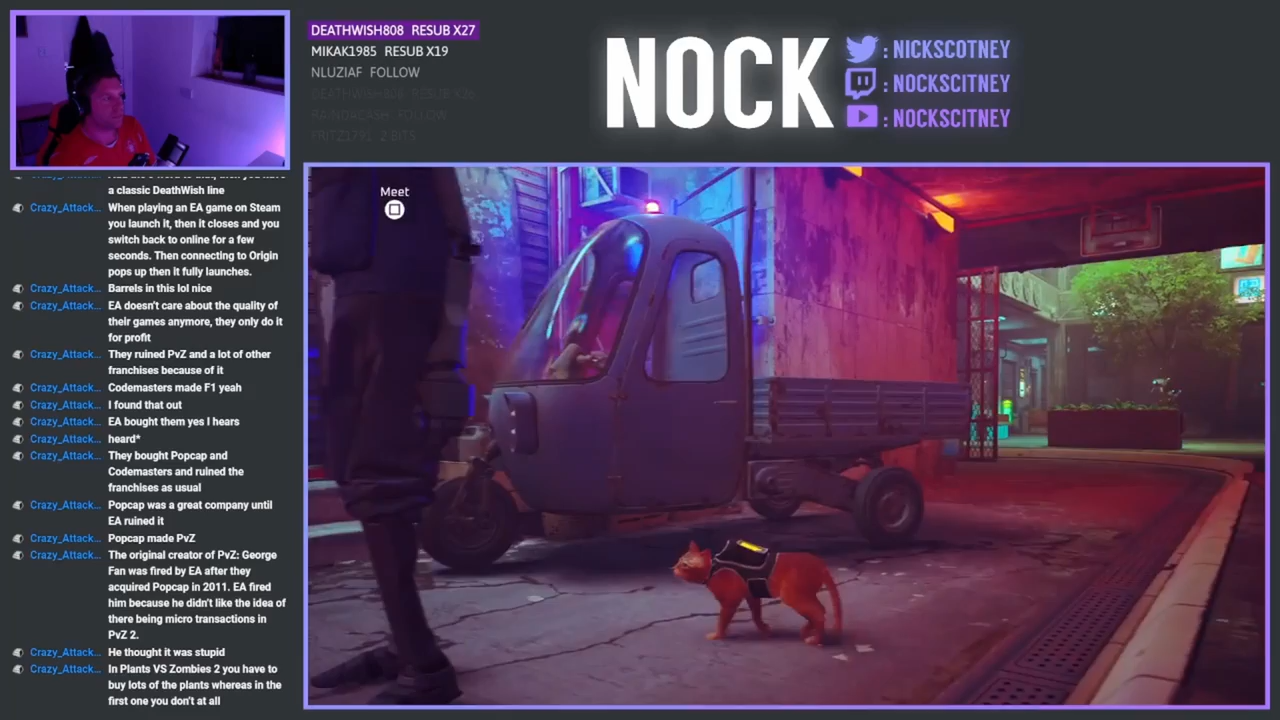 DEATHWISH808 RESUB X27
MIKAK1985 RESUB X19
NLUZIAF FOLLOW
DEATHWISH808 RESUB X26
RAINDACASH FOLLOW
FRITZ1791 2 BITS
NOCK
: NICKSCOTNEY
: NOCKSCITNEY
: NOCKSCITNEY
a classic DeathWish line
Crazy_Attack... When playing an EA game on Steam
you launch it, then it closes and you
switch back to online for a few
seconds. Then connecting to Origin
pops up then it fully launches.
Crazy_Attack... Barrels in this lol nice
Crazy_Attack... EA doesn't care about the quality of
their games anymore, they only do it
for profit
Crazy_Attack... They ruined PvZ and a lot of other
franchises because of it
Crazy_Attack... Codemasters made F1 yeah
Crazy_Attack... I found that out
Crazy_Attack... EA bought them yes I hears
Crazy_Attack... heard*
Crazy_Attack... They bought Popcap and
Codemasters and ruined the
franchises as usual
Crazy_Attack... Popcap was a great company until
EA ruined it
Crazy_Attack... Popcap made PvZ
Crazy_Attack... The original creator of PvZ: George
Fan was fired by EA after they
acquired Popcap in 2011. EA fired
him because he didn't like the idea of
there being micro transactions in
PvZ 2.
Crazy_Attack... He thought it was stupid
Crazy_Attack... In Plants VS Zombies 2 you have to
buy lots of the plants whereas in the
first one you don't at all
Meet